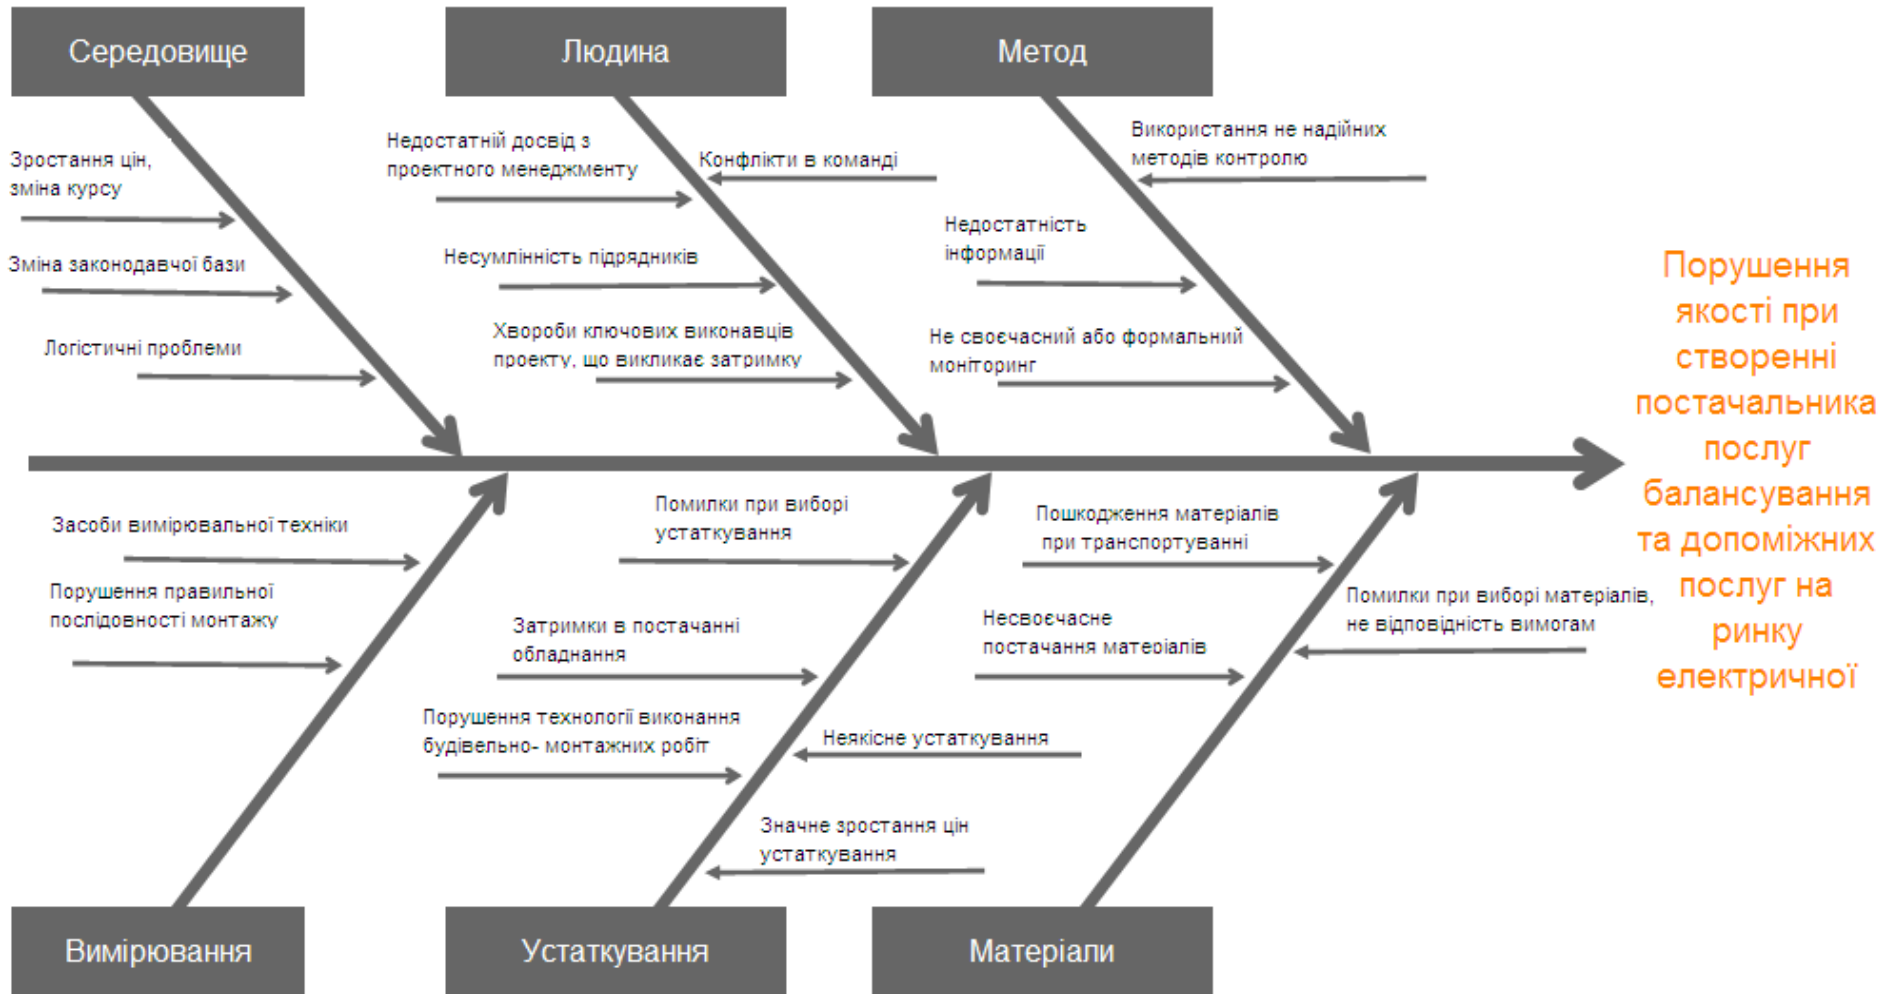 Середовище
Людина
Метод
Зростання цін,
зміна курсу
Зміна законодавчої бази
Логістичні проблеми
Недостатній досвід з
проектного менеджменту
Конфлікти в команді
Несумлінність підрядників
Хвороби ключових виконавців
проекту, що викликає затримку
Використання не надійних
методів контролю
Недостатність
інформації
Не своєчасний або формальний
моніторинг
Порушення
якості при
створенні
постачальника
послуг
балансування
та допоміжних
послуг на
ринку
електричної
Засоби вимірювальної техніки
Порушення правильної
послідовності монтажу
Помилки при виборі
устаткування
Затримки в постачанні
обладнання
Порушення технології виконання
будівельно- монтажних робіт
Неякісне устаткування
Значне зростання цін
устаткування
Пошкодження матеріалів
при транспортуванні
Несвоєчасне
постачання матеріалів
Помилки при виборі матеріалів,
не відповідність вимогам
Вимірювання
Устаткування
Матеріали